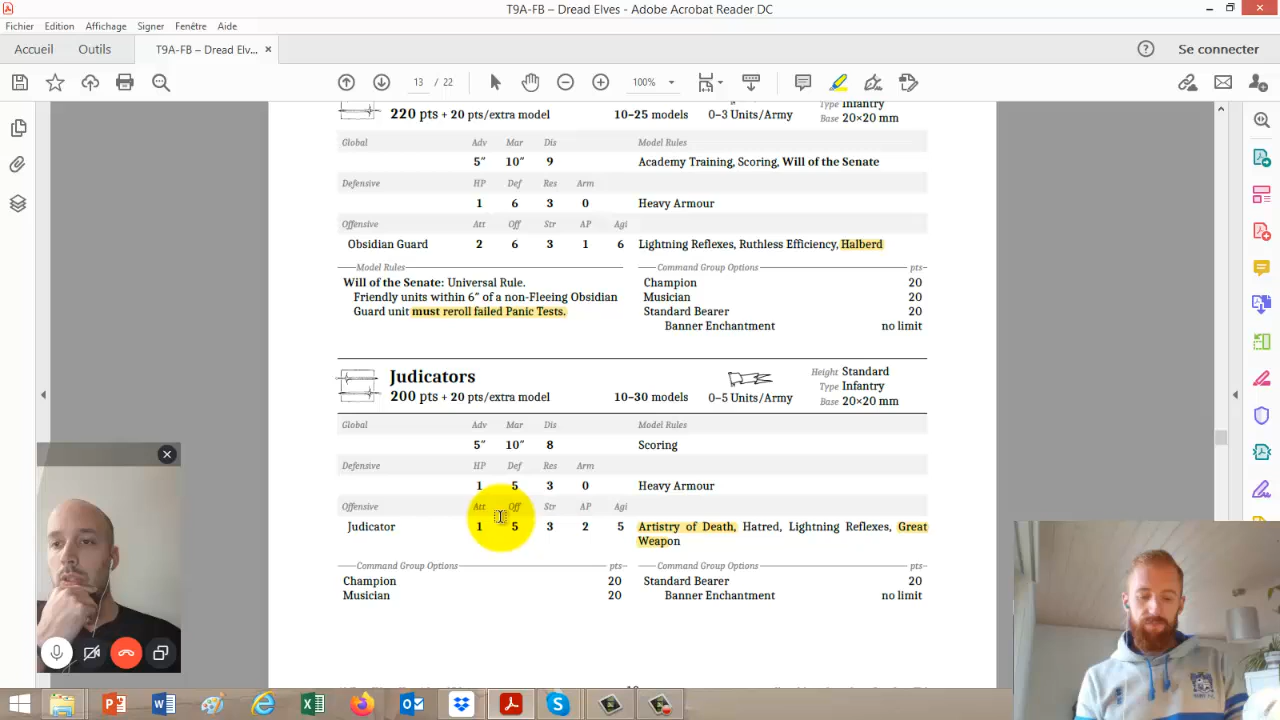 T9A-FB – Dread Elves - Adobe Acrobat Reader DC
Fichier Edition Affichage Signer Fenêtre Aide
Accueil Outils T9A-FB – Dread Elv... × Se connecter
13 / 22 100%
220 pts + 20 pts/extra model 10–25 models 0–3 Units/Army
Type Infantry
Base 20×20 mm
Global Adv Mar Dis Model Rules
5″ 10″ 9 Academy Training, Scoring, Will of the Senate
Defensive HP Def Res Arm
1 6 3 0 Heavy Armour
Offensive Att Off Str AP Agi
Obsidian Guard 2 6 3 1 6 Lightning Reflexes, Ruthless Efficiency, Halberd
Model Rules
Will of the Senate: Universal Rule.
Friendly units within 6″ of a non-Fleeing Obsidian
Guard unit must reroll failed Panic Tests.
Command Group Options pts
Champion 20
Musician 20
Standard Bearer 20
Banner Enchantment no limit
Judicators
200 pts + 20 pts/extra model 10–30 models 0–5 Units/Army
Height Standard
Type Infantry
Base 20×20 mm
Global Adv Mar Dis Model Rules
5″ 10″ 8 Scoring
Defensive HP Def Res Arm
1 5 3 0 Heavy Armour
Offensive Att Off Str AP Agi
Judicator 1 5 3 2 5 Artistry of Death, Hatred, Lightning Reflexes, Great
Weapon
Command Group Options pts
Champion 20
Musician 20
Command Group Options pts
Standard Bearer 20
Banner Enchantment no limit